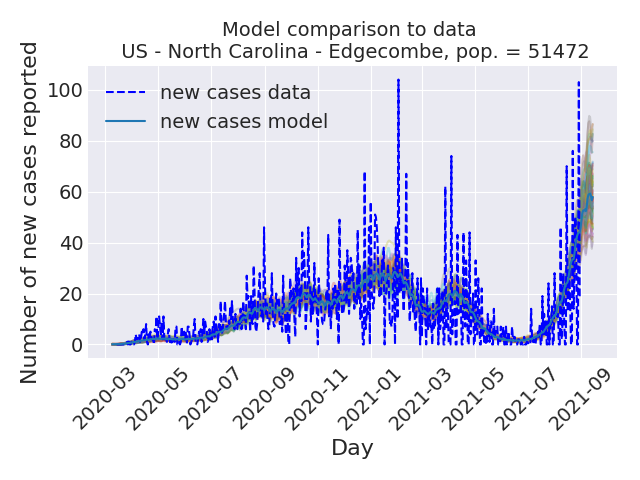 Model comparison to data
US - North Carolina - Edgecombe, pop. = 51472
Number of new cases reported
100
80
60
40
20
0
new cases data
new cases model
2020-03
2020-05
2020-07
2020-09
2020-11
2021-01
2021-03
2021-05
2021-07
2021-09
Day